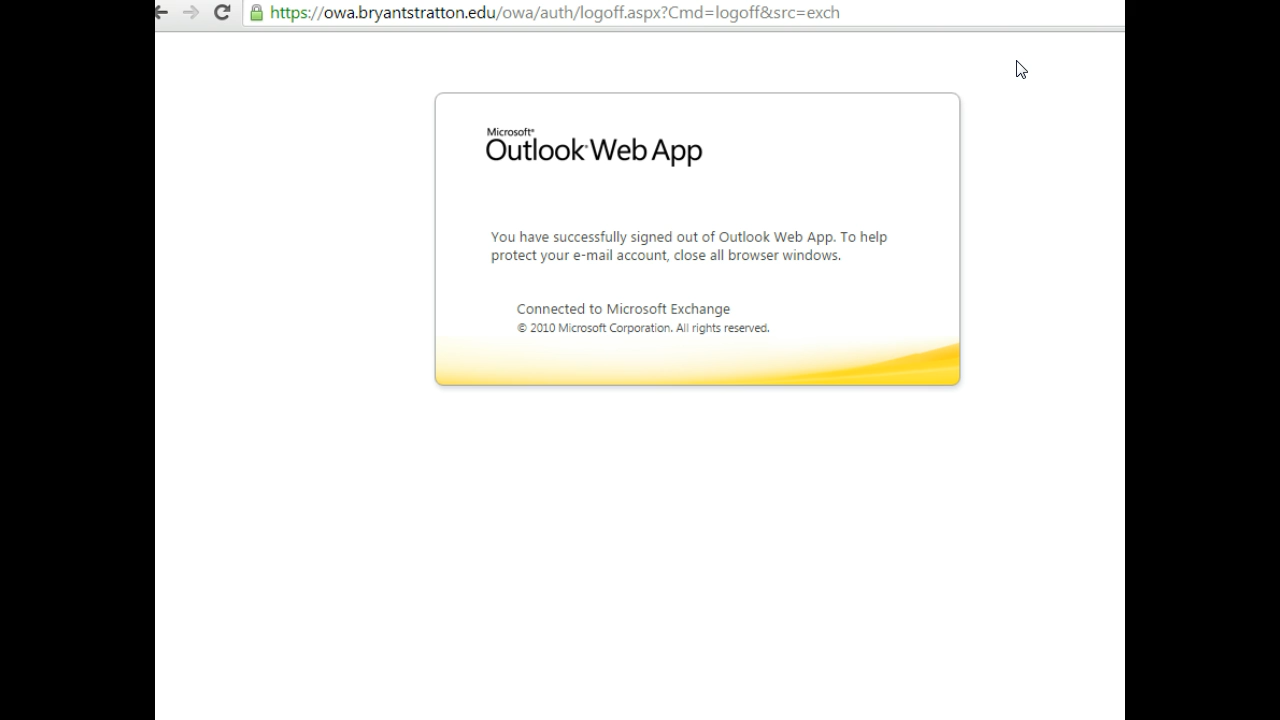 https://owa.bryantstratton.edu/owa/auth/logoff.aspx?Cmd=logoff&src=exch
Microsoft®
Outlook Web App
You have successfully signed out of Outlook Web App. To help
protect your e-mail account, close all browser windows.
Connected to Microsoft Exchange
© 2010 Microsoft Corporation. All rights reserved.